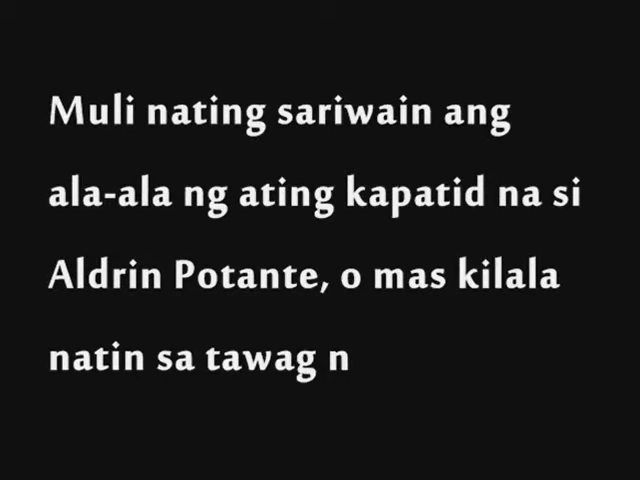 Muli nating sariwain ang
ala-ala ng ating kapatid na si
Aldrin Potante, o mas kilala
natin sa tawag n